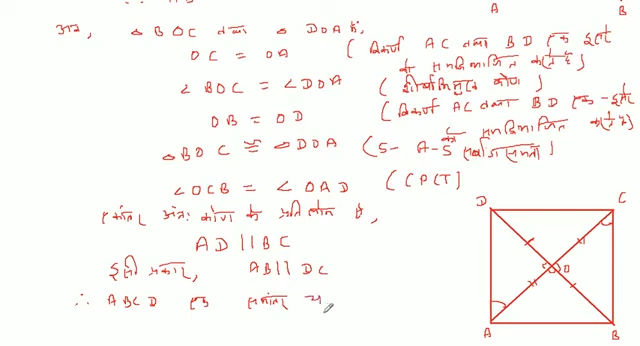 अब, △BOC तथा △DOA में,
OC = OA (विकर्ण AC तथा BD एक दूसरे को समद्विभाजित करते हैं)
∠BOC = ∠DOA (शीर्षाभिमुख कोण)
OB = OD (विकर्ण AC तथा BD एक-दूसरे को समद्विभाजित करते हैं)
△BOC ≅ △DOA (S-A-S सर्वांगसमता)
∠OCB = ∠OAD (CPCT)
एकांतर अंतः कोण के प्रतिलोम से,
AD || BC
इसी प्रकार, AB || DC
∴ ABCD एक समांतर च
A B
D C
O
A B